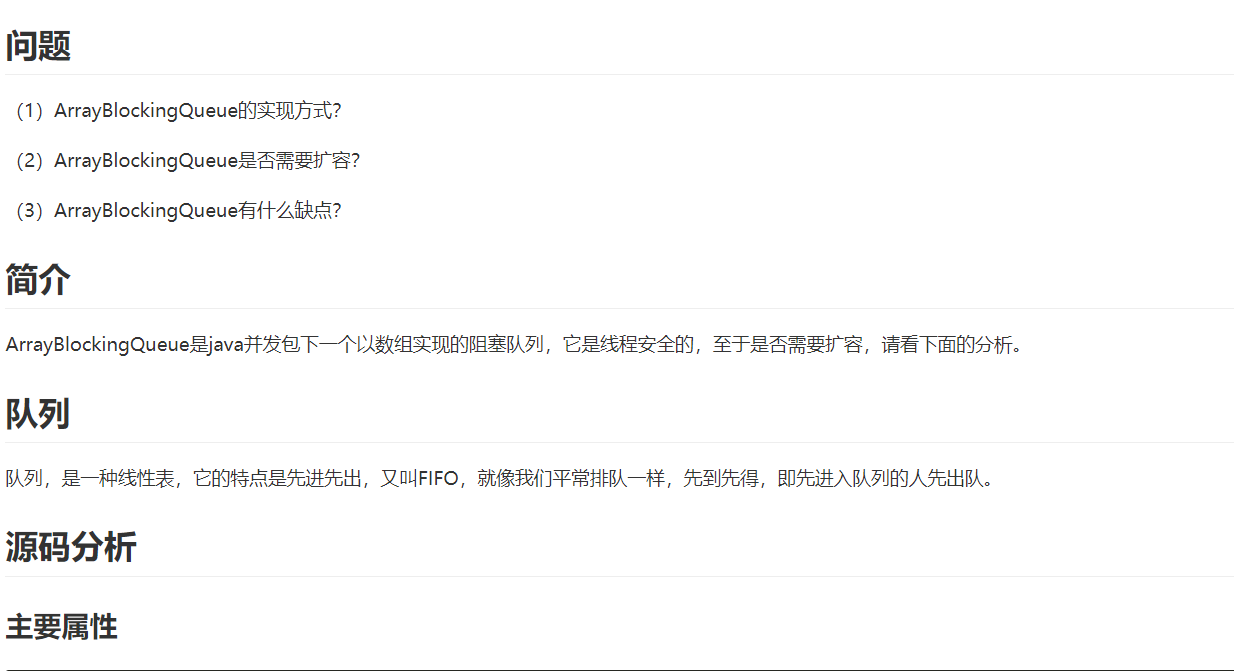 问题
（1）ArrayBlockingQueue的实现方式？
（2）ArrayBlockingQueue是否需要扩容？
（3）ArrayBlockingQueue有什么缺点？
简介
ArrayBlockingQueue是java并发包下一个以数组实现的阻塞队列，它是线程安全的，至于是否需要扩容，请看下面的分析。
队列
队列，是一种线性表，它的特点是先进先出，又叫FIFO，就像我们平常排队一样，先到先得，即先进入队列的人先出队。
源码分析
主要属性